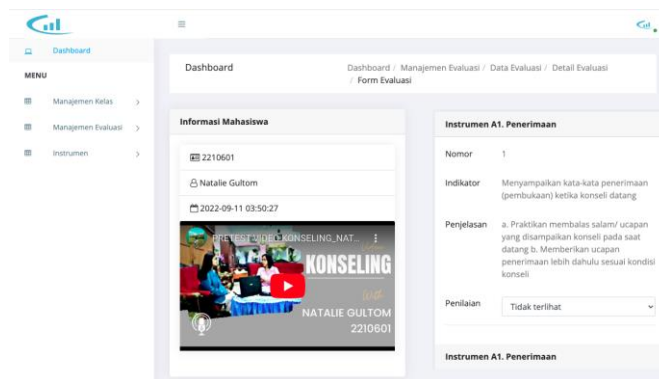 Dashboard
MENU
Manajemen Kelas
Manajemen Evaluasi
Instrumen
Dashboard
Dashboard / Manajemen Evaluasi / Data Evaluasi / Detail Evaluasi
/ Form Evaluasi
Informasi Mahasiswa
2210601
Natalie Gultom
2022-09-11 03:50:27
PRETEST VIDEO KONSELING_NAT...
KONSELING
With
NATALIE GULTOM
2210601
Instrumen A1. Penerimaan
Nomor 1
Indikator Menyampaikan kata-kata penerimaan
(pembukaan) ketika konseli datang
Penjelasan a. Praktikan membalas salam/ ucapan
yang disampaikan konseli pada saat
datang b. Memberikan ucapan
penerimaan lebih dahulu sesuai kondisi
konseli
Penilaian Tidak terlihat
Instrumen A1. Penerimaan